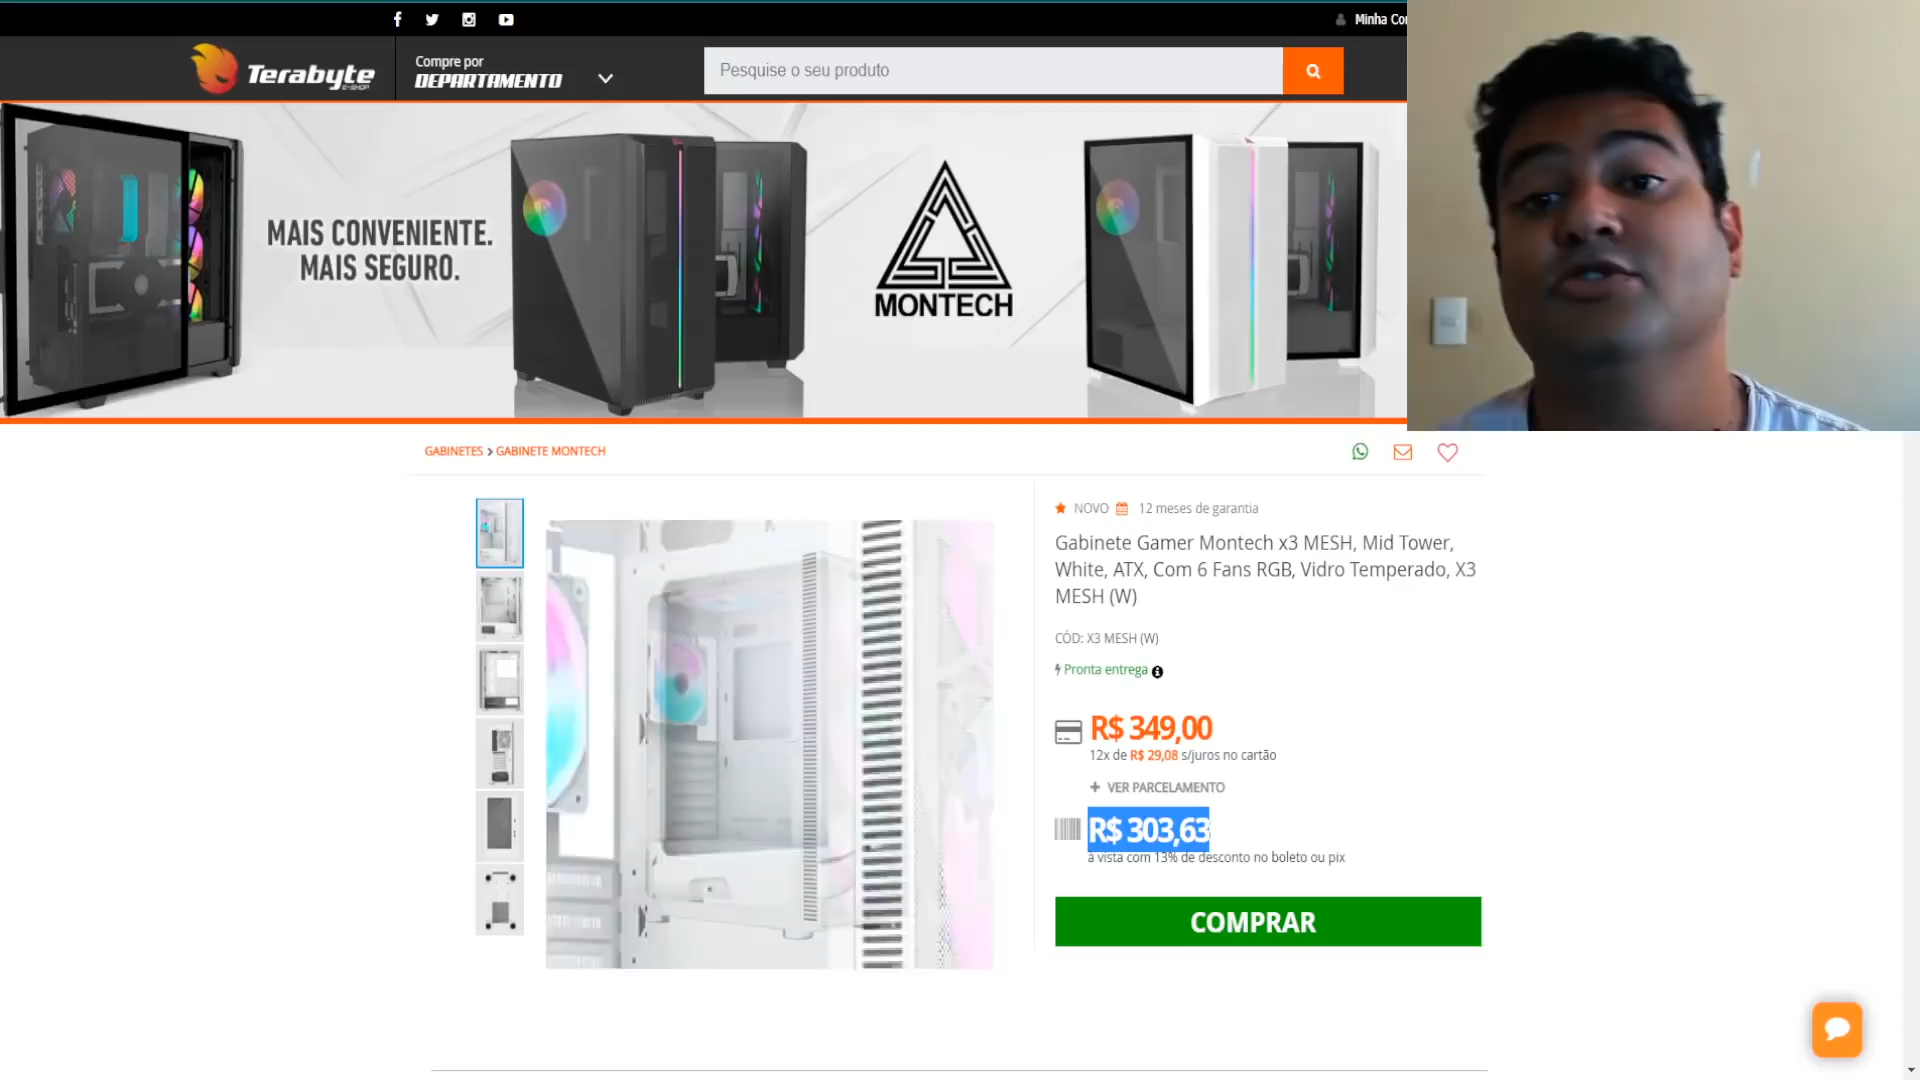 Minha Con
Terabyte
E-SHOP
Compre por
DEPARTAMENTO
Pesquise o seu produto
MAIS CONVENIENTE.
MAIS SEGURO.
MONTECH
GABINETES > GABINETE MONTECH
NOVO 12 meses de garantia
Gabinete Gamer Montech x3 MESH, Mid Tower,
White, ATX, Com 6 Fans RGB, Vidro Temperado, X3
MESH (W)
CÓD: X3 MESH (W)
Pronta entrega
R$ 349,00
12x de R$ 29,08 s/juros no cartão
+ VER PARCELAMENTO
R$ 303,63
à vista com 13% de desconto no boleto ou pix
COMPRAR